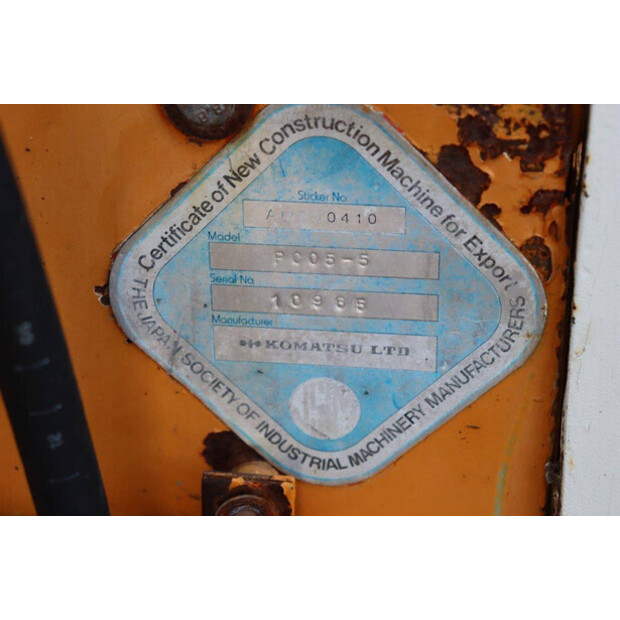 Certificate of New Construction Machine for Export
Sticker No.
0410
Model
PC05-5
Serial No.
10965
Manufacturer
KOMATSU LTD
THE JAPAN SOCIETY OF INDUSTRIAL MACHINERY MANUFACTURERS